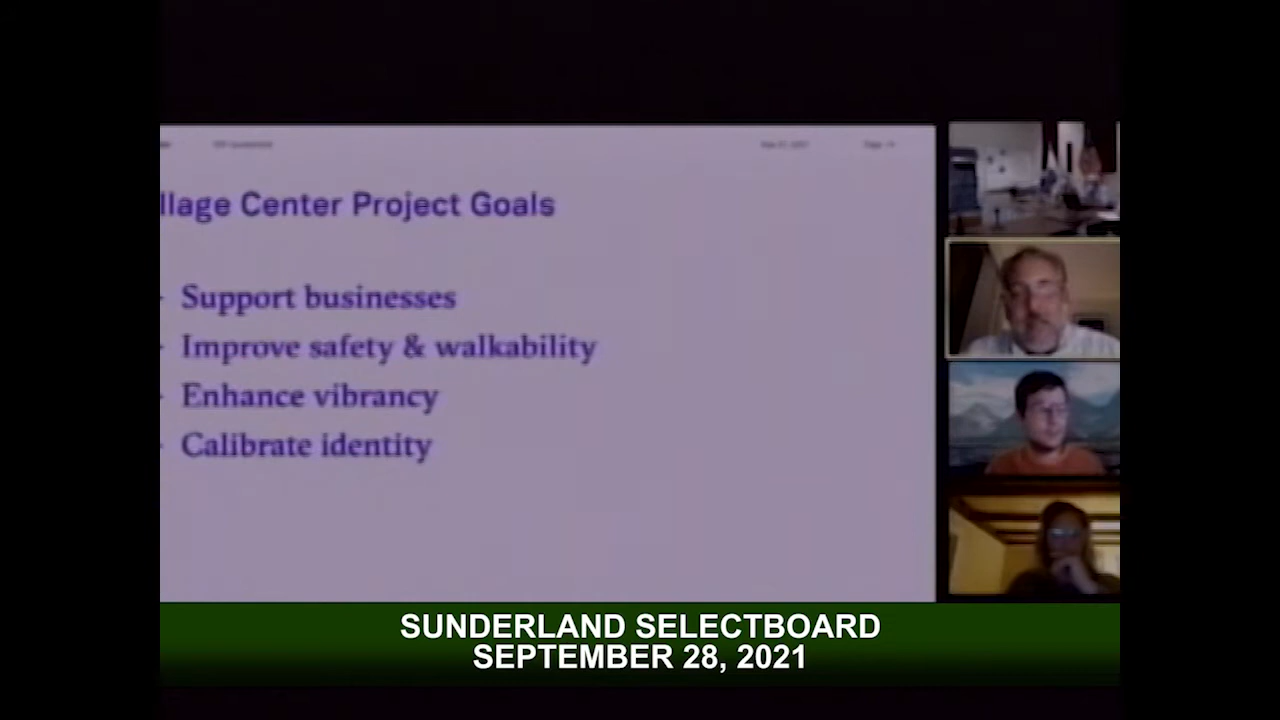 llage Center Project Goals
- Support businesses
- Improve safety & walkability
- Enhance vibrancy
- Calibrate identity
SUNDERLAND SELECTBOARD
SEPTEMBER 28, 2021